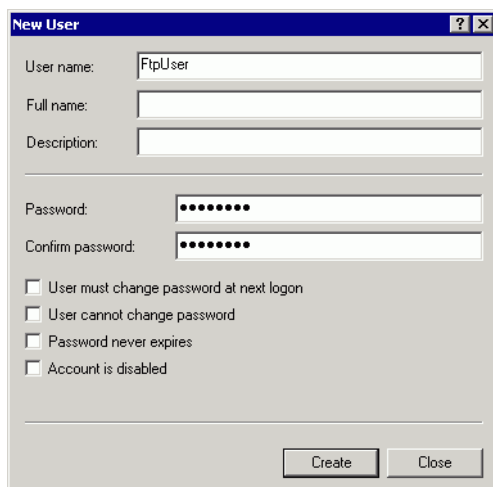 New User
User name: FtpUser
Full name:
Description:
Password: ●●●●●●●●
Confirm password: ●●●●●●●●
User must change password at next logon
User cannot change password
Password never expires
Account is disabled
Create Close